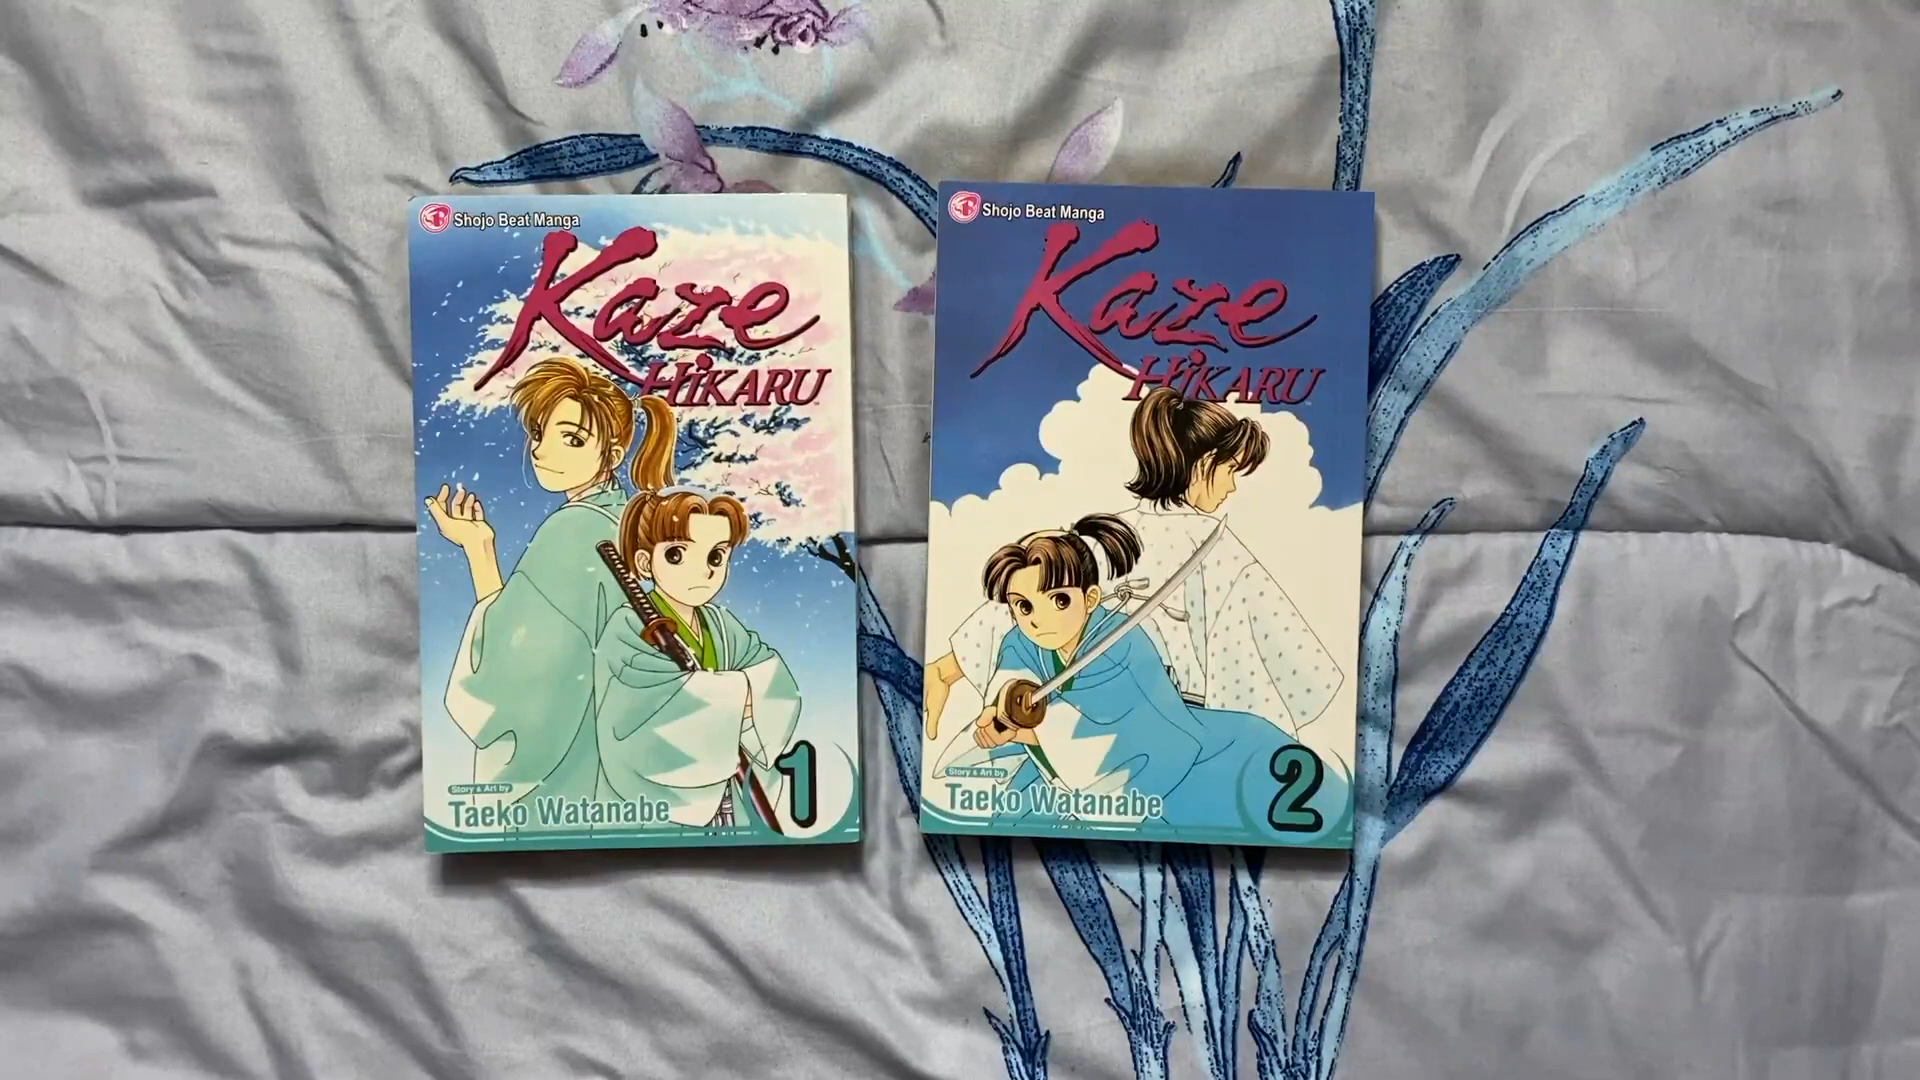 Shojo Beat Manga
Kaze
HIKARU
Story & Art by
Taeko Watanabe
1
Shojo Beat Manga
Kaze
HIKARU
Story & Art by
Taeko Watanabe
2